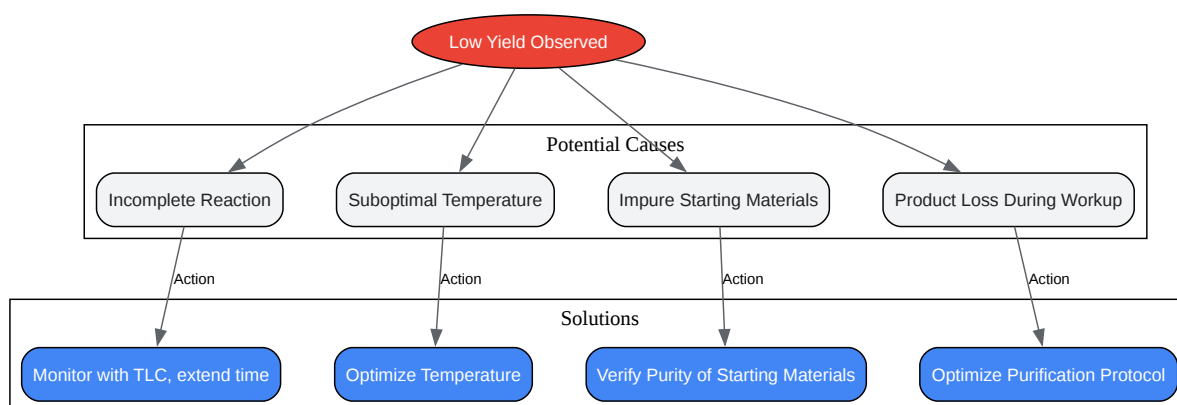 Low Yield Observed
Potential Causes
Incomplete Reaction
Suboptimal Temperature
Impure Starting Materials
Product Loss During Workup
Action
Action
Action
Action
Solutions
Monitor with TLC, extend time
Optimize Temperature
Verify Purity of Starting Materials
Optimize Purification Protocol